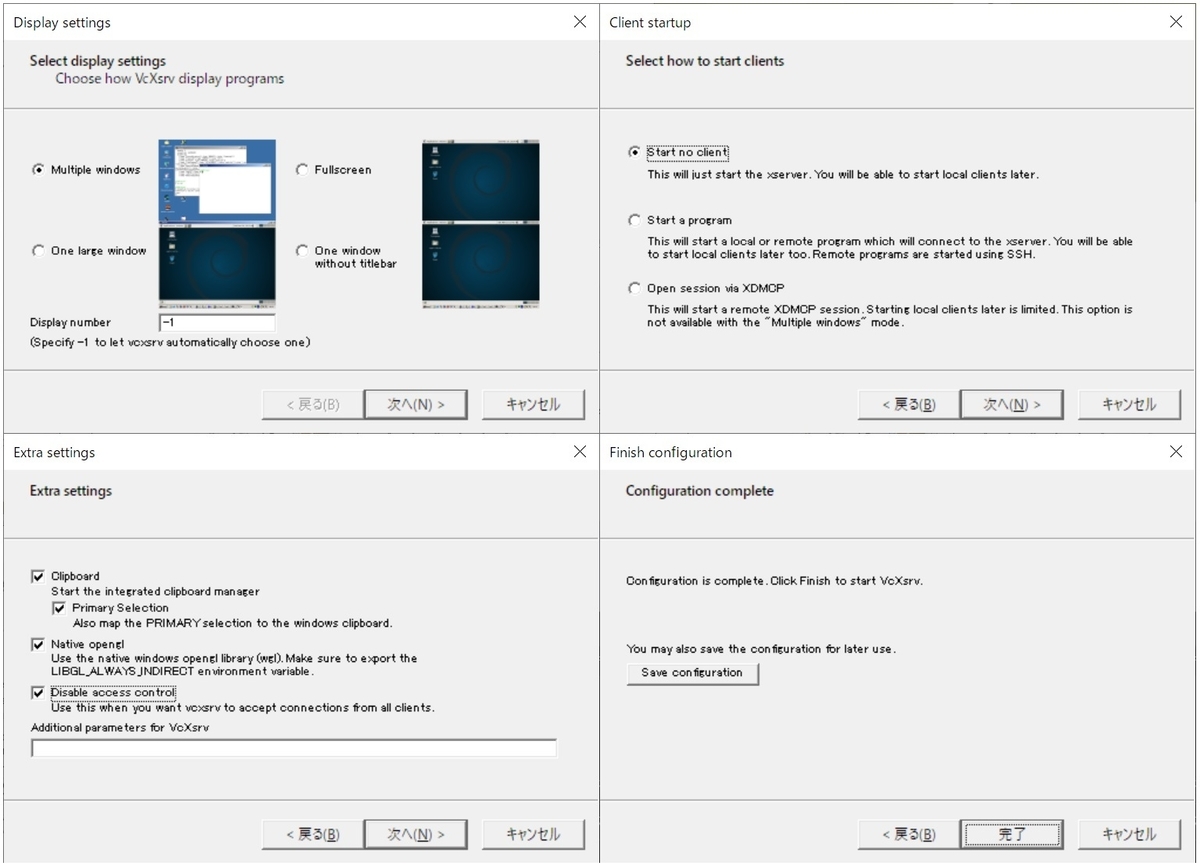 Display settings
Select display settings
Choose how VcXsrv display programs
Multiple windows
Fullscreen
One large window
One window
without titlebar
Display number
-1
(Specify -1 to let vcxsrv automatically choose one)
< 戻る(B)
次へ(N) >
キャンセル
Client startup
Select how to start clients
Start no client
This will just start the xserver. You will be able to start local clients later.
Start a program
This will start a local or remote program which will connect to the xserver. You will be able
to start local clients later too. Remote programs are started using SSH.
Open session via XDMCP
This will start a remote XDMCP session. Starting local clients later is limited. This option is
not available with the "Multiple windows" mode.
< 戻る(B)
次へ(N) >
キャンセル
Extra settings
Extra settings
Clipboard
Start the integrated clipboard manager
Primary Selection
Also map the PRIMARY selection to the windows clipboard.
Native opengl
Use the native windows opengl library (wgl). Make sure to export the
LIBGL_ALWAYS_INDIRECT environment variable.
Disable access control
Use this when you want vcxsrv to accept connections from all clients.
Additional parameters for VcXsrv
< 戻る(B)
次へ(N) >
キャンセル
Finish configuration
Configuration complete
Configuration is complete. Click Finish to start VcXsrv.
You may also save the configuration for later use.
Save configuration
< 戻る(B)
完了
キャンセル